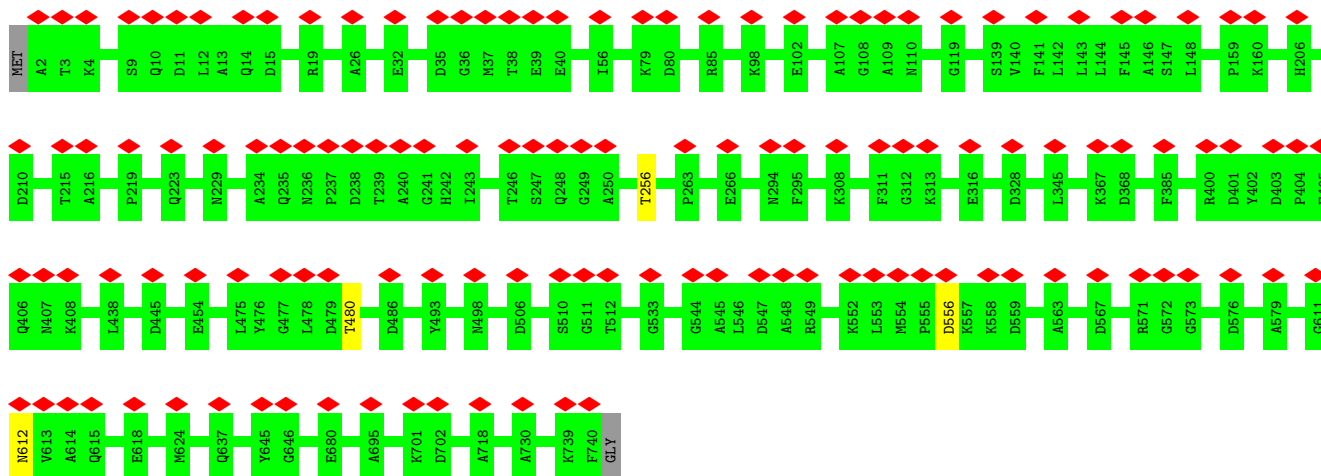 MET A2 T3 K4 S9 Q10 D11 L12 A13 Q14 D15 R19 A26 E32 D35 G36 M37 T38 E39 E40 I56 K79 D80 R85 K98 E102 A107 G108 A109 N110 G119 S139 V140 F141 L142 L143 L144 F145 A146 S147 L148 P159 K160 H206
D210 T215 A216 P219 Q223 N229 A234 Q235 N236 P237 D238 T239 A240 G241 H242 I243 T246 S247 Q248 G249 A250 T256 P263 E266 N294 F295 K308 F311 G312 K313 E316 D328 L345 K367 D368 F385 R400 D401 Y402 D403 P404
Q406 N407 K408 L438 D445 E454 L475 Y476 G477 L478 D479 T480 D486 Y493 N498 D506 S510 G511 T512 G533 G544 A545 L546 D547 A548 R549 K552 L553 M554 P555 D556 K557 K558 D559 A563 D567 R571 G572 G573 D576 A579 G611
N612 V613 A614 Q615 E618 M624 Q637 Y645 G646 E680 A695 K701 D702 A718 A730 K739 F740 GLY